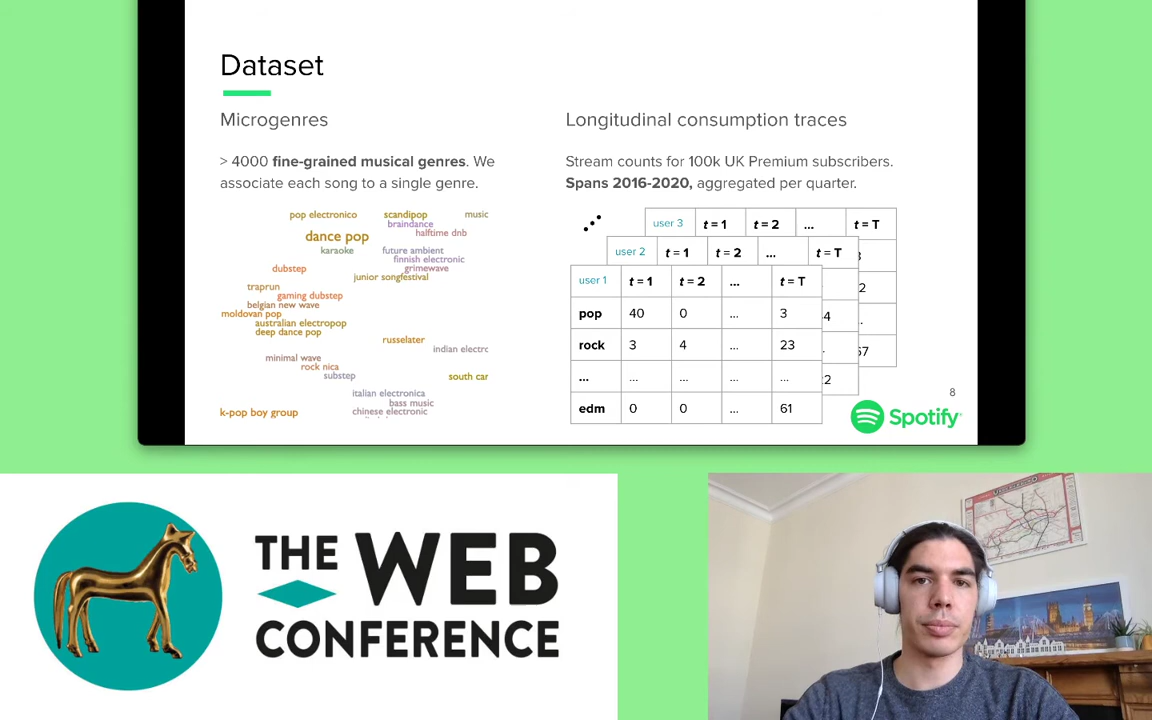 Dataset
Microgenres
> 4000 fine-grained musical genres. We
associate each song to a single genre.
pop electronico
scandipop
music
braindance
dance pop
halftime dnb
karaoke
future ambient
finnish electronic
dubstep
grimewave
junior songfestival
traprun
gaming dubstep
belgian new wave
moldovan pop
australian electropop
deep dance pop
russelater
indian electro
minimal wave
rock nica
substep
south car
italian electronica
bass music
k-pop boy group
chinese electronic
Longitudinal consumption traces
Stream counts for 100k UK Premium subscribers.
Spans 2016-2020, aggregated per quarter.
user 3 t = 1 t = 2 ... t = T
user 2 t = 1 t = 2 ... t = T
user 1 t = 1 t = 2 ... t = T
pop 40 0 ... 3
rock 3 4 ... 23
... ... ... ... ...
edm 0 0 ... 61
8
Spotify
THE WEB
CONFERENCE
UNDERGROUND